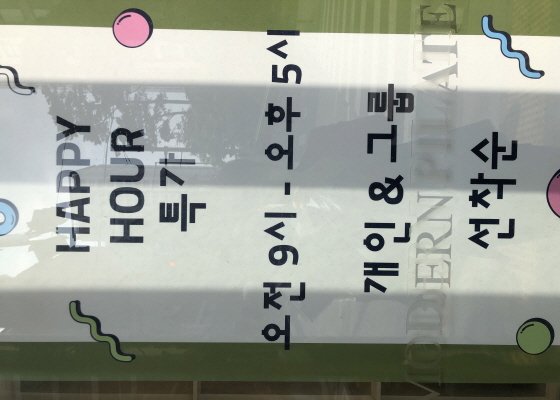 HAPPY
HOUR
특가
오전 9시 - 오후 5시
개인 & 그룹
MODERN PILATE
선착순